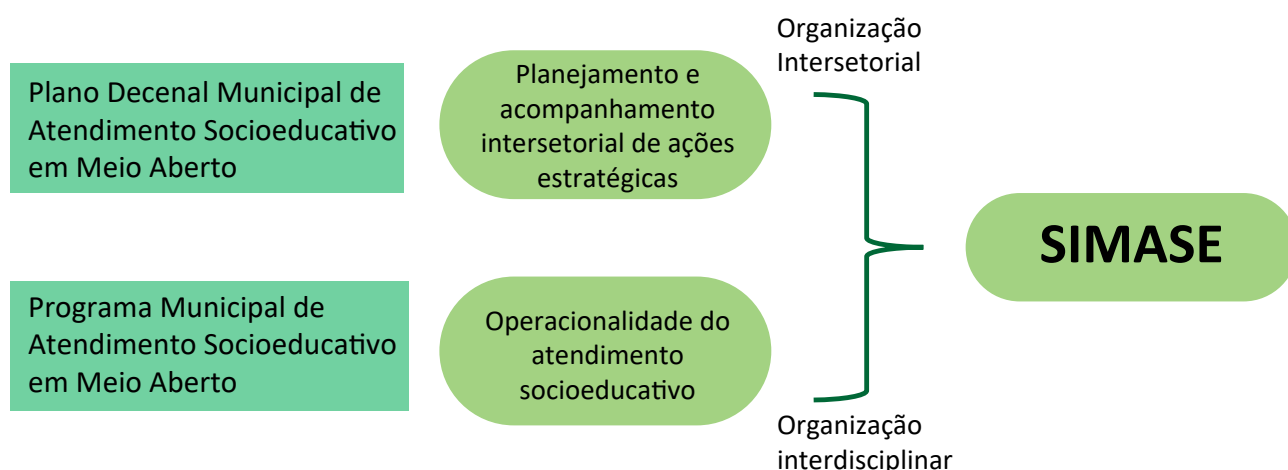 Plano Decenal Municipal de
Atendimento Socioeducativo
em Meio Aberto
Planejamento e
acompanhamento
intersetorial de ações
estratégicas
Organização
Intersetorial
SIMASE
Programa Municipal de
Atendimento Socioeducativo
em Meio Aberto
Operacionalidade do
atendimento
socioeducativo
Organização
interdisciplinar